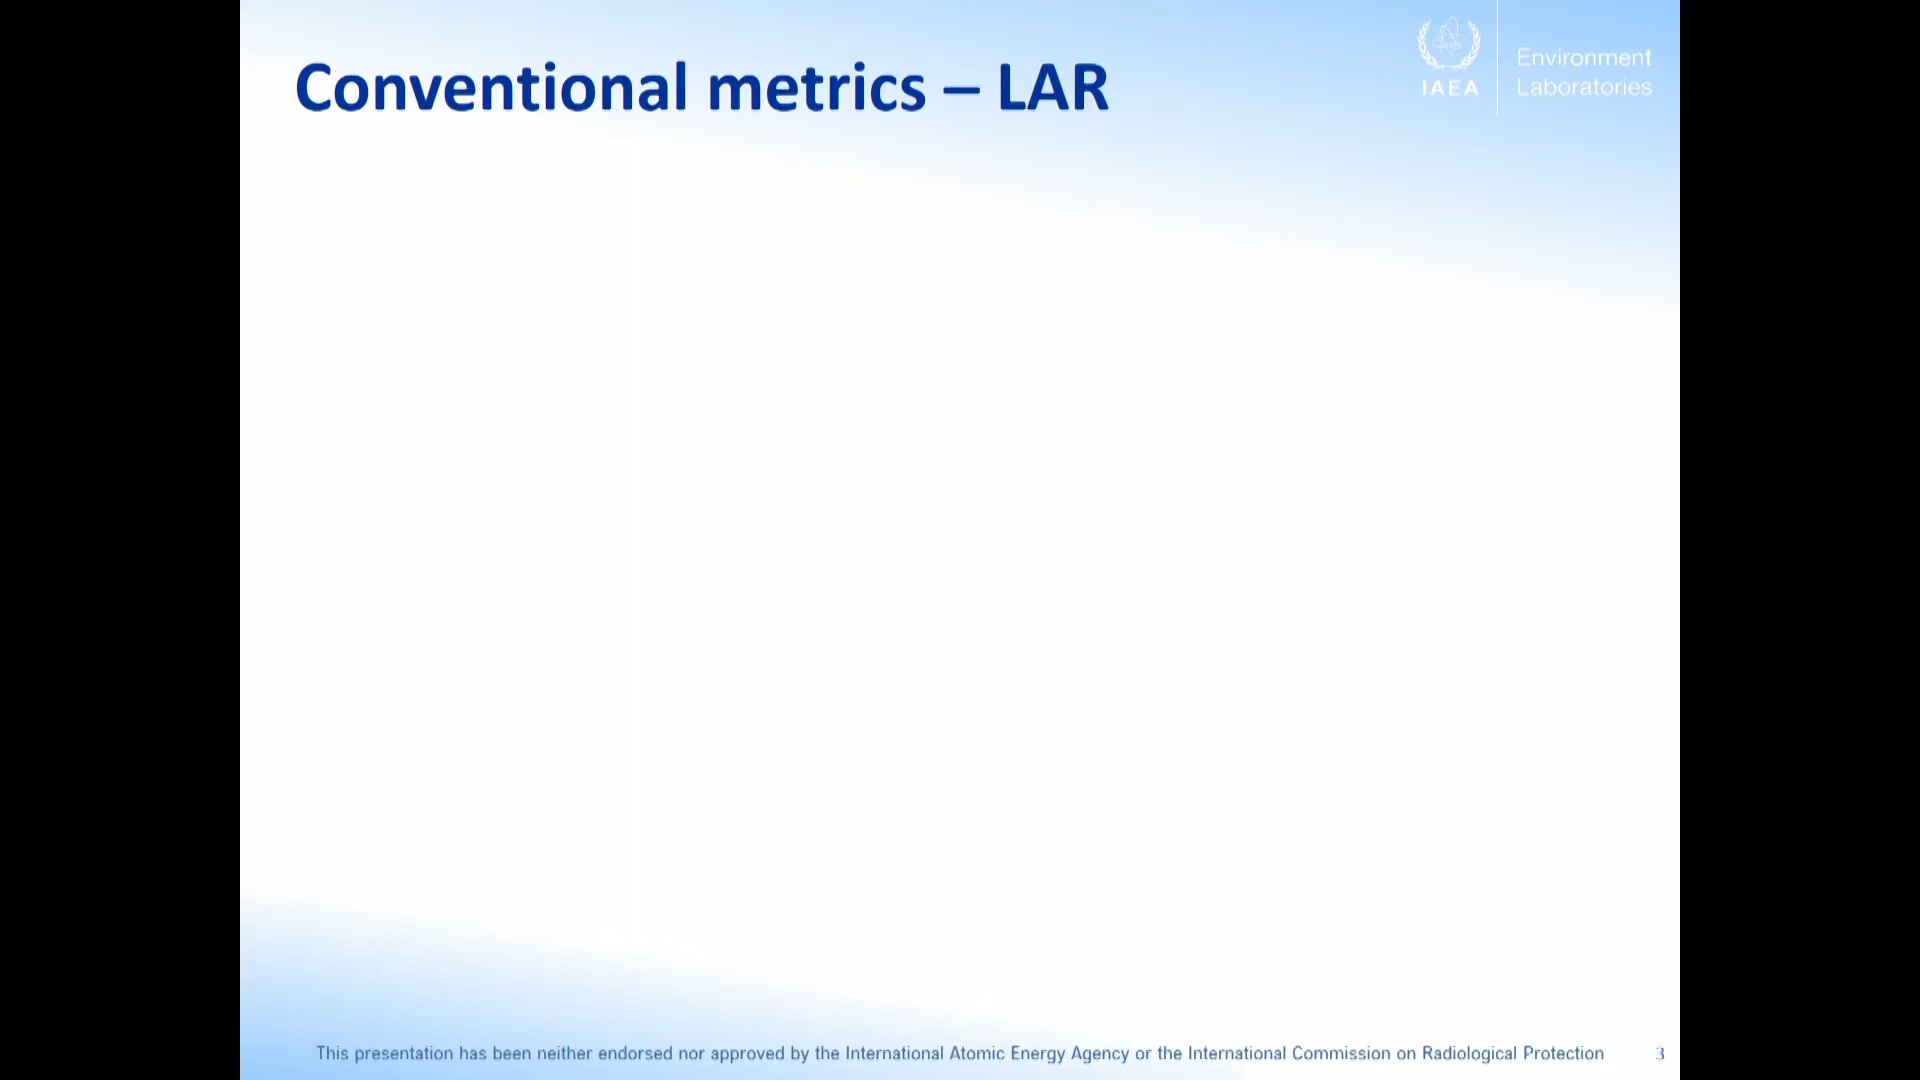 Conventional metrics – LAR
IAEA
Environment
Laboratories
This presentation has been neither endorsed nor approved by the International Atomic Energy Agency or the International Commission on Radiological Protection
3